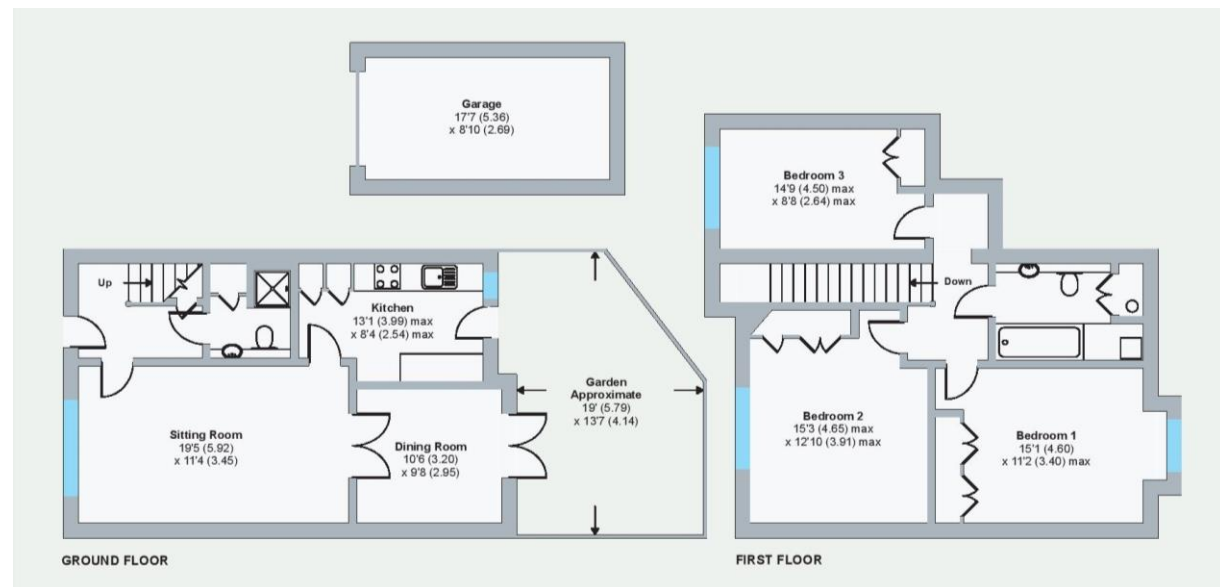 Garage
17'7 (5.36)
x 8'10 (2.69)
Up
Kitchen
13'1 (3.99) max
x 8'4 (2.54) max
Garden
Approximate
19' (5.79)
x 13'7 (4.14)
Sitting Room
19'5 (5.92)
x 11'4 (3.45)
Dining Room
10'6 (3.20)
x 9'8 (2.95)
GROUND FLOOR
Bedroom 3
14'9 (4.50) max
x 8'8 (2.64) max
Down
Bedroom 2
15'3 (4.65) max
x 12'10 (3.91) max
Bedroom 1
15'1 (4.60)
x 11'2 (3.40) max
FIRST FLOOR